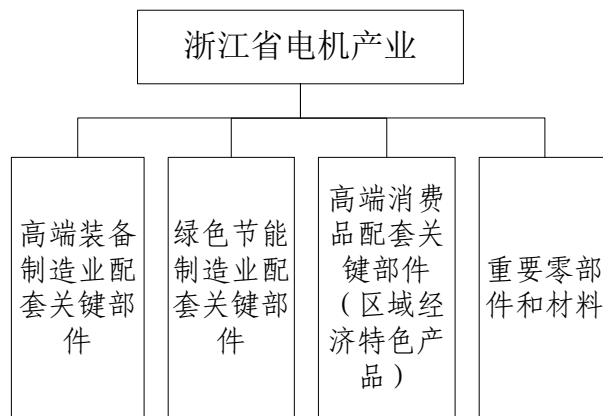 浙江省电机产业
高端装备
制造业配
套关键部
件
绿色节能
制造业配
套关键部
件
高端消费
品配套关
键部件
（区域经
济特色产
品）
重要零部
件和材料